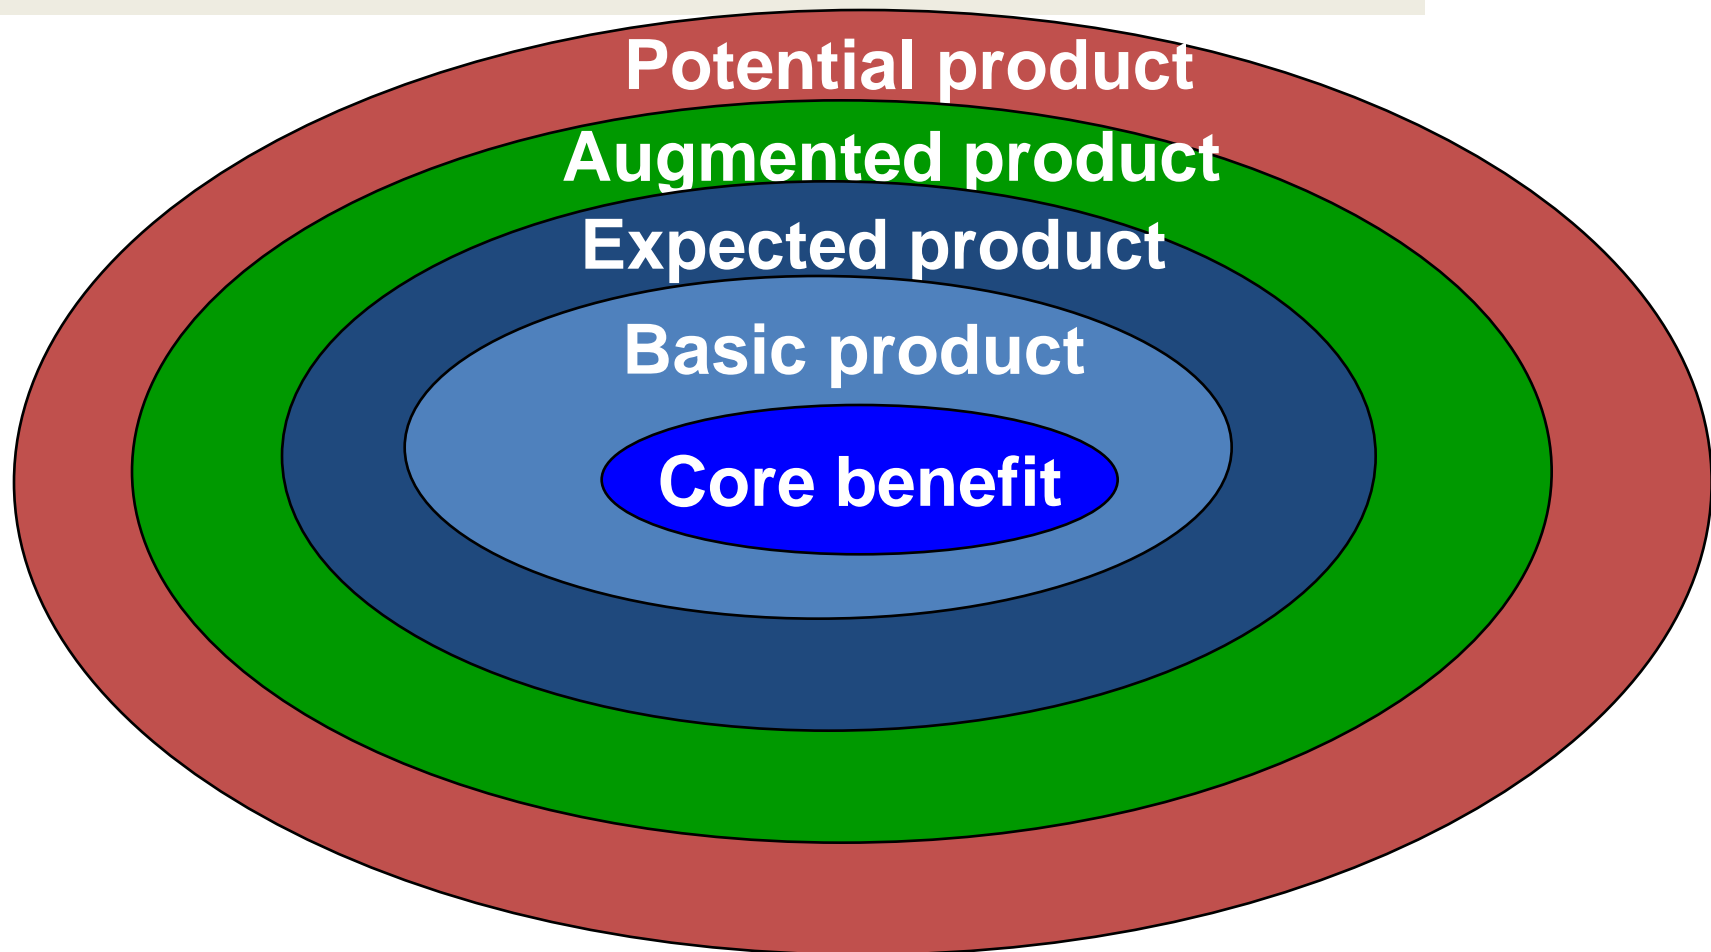 Potential product
Augmented product
Expected product
Basic product
Core benefit